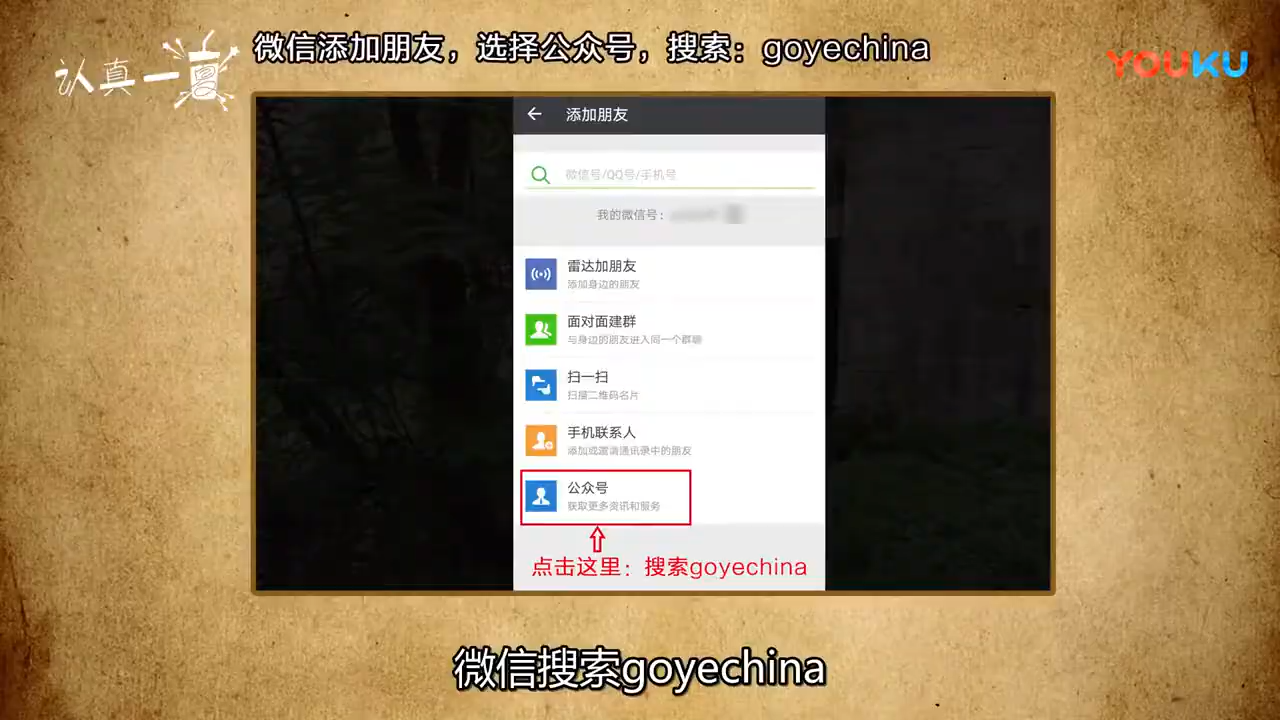 微信添加朋友，选择公众号，搜索：goyechina
认真一
YOUKU
添加朋友
微信号/QQ号/手机号
我的微信号：
雷达加朋友
添加身边的朋友
面对面建群
与身边的朋友进入同一个群聊
扫一扫
扫描二维码名片
手机联系人
添加或邀请通讯录中的朋友
公众号
获取更多资讯和服务
点击这里：搜索goyechina
微信搜索goyechina